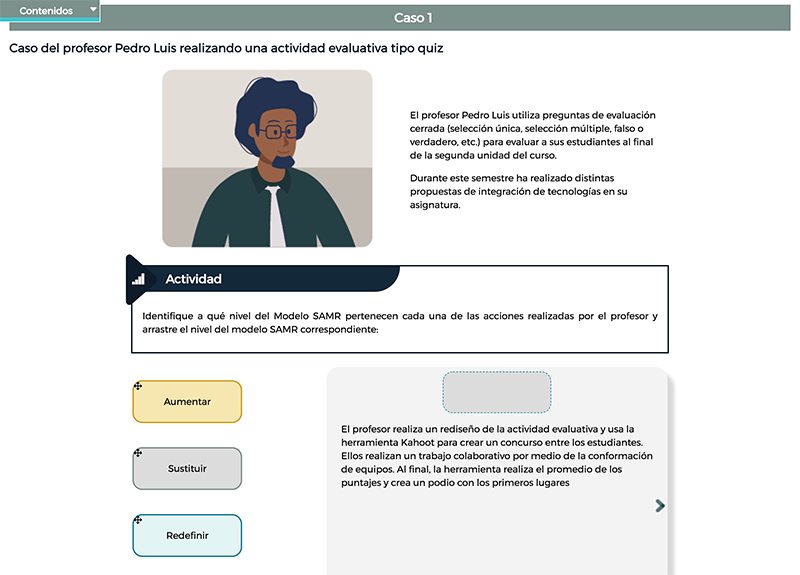 Contenidos
Caso 1
Caso del profesor Pedro Luis realizando una actividad evaluativa tipo quiz
El profesor Pedro Luis utiliza preguntas de evaluación
cerrada (selección única, selección múltiple, falso o
verdadero, etc.) para evaluar a sus estudiantes al final
de la segunda unidad del curso.
Durante este semestre ha realizado distintas
propuestas de integración de tecnologías en su
asignatura.
Actividad
Identifique a qué nivel del Modelo SAMR pertenecen cada una de las acciones realizadas por el profesor y
arrastre el nivel del modelo SAMR correspondiente:
Aumentar
Sustituir
Redefinir
El profesor realiza un rediseño de la actividad evaluativa y usa la
herramienta Kahoot para crear un concurso entre los estudiantes.
Ellos realizan un trabajo colaborativo por medio de la conformación
de equipos. Al final, la herramienta realiza el promedio de los
puntajes y crea un podio con los primeros lugares